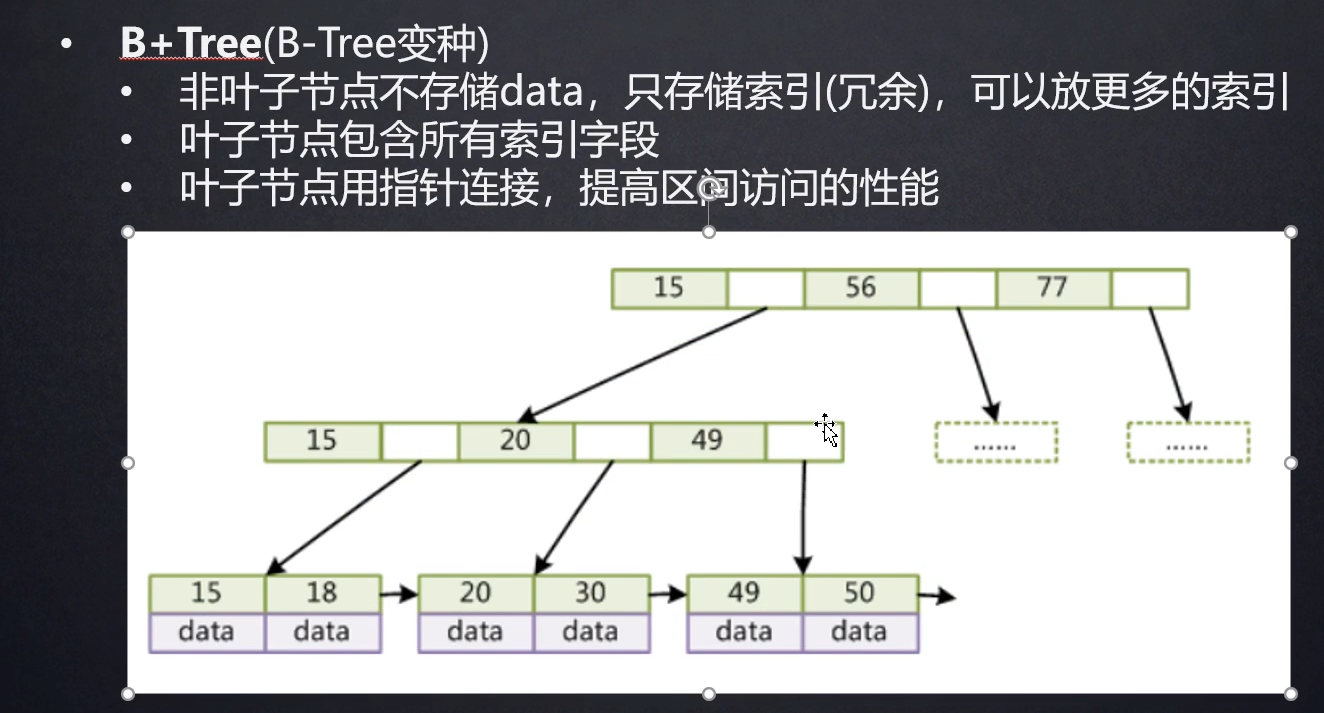 B+Tree(B-Tree变种)
非叶子节点不存储data，只存储索引(冗余)，可以放更多的索引
叶子节点包含所有索引字段
叶子节点用指针连接，提高区间访问的性能
15 56 77
15 20 49 ...... ......
15 18 20 30 49 50
data data data data data data